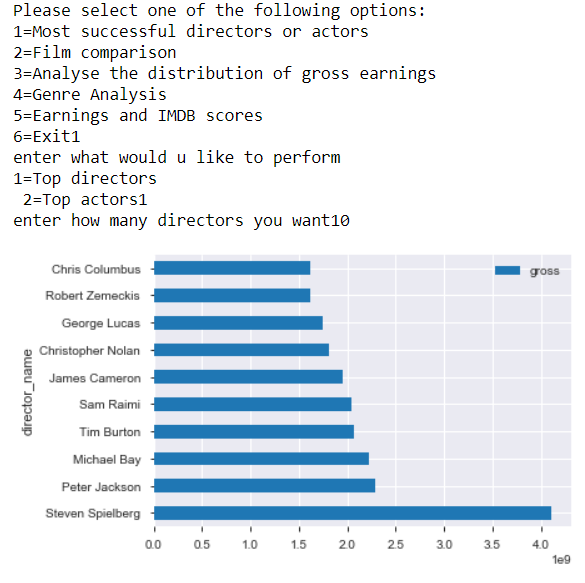 Please select one of the following options:
1=Most successful directors or actors
2=Film comparison
3=Analyse the distribution of gross earnings
4=Genre Analysis
5=Earnings and IMDB scores
6=Exit1
enter what would u like to perform
1=Top directors
 2=Top actors1
enter how many directors you want10
gross
director_name
Chris Columbus
Robert Zemeckis
George Lucas
Christopher Nolan
James Cameron
Sam Raimi
Tim Burton
Michael Bay
Peter Jackson
Steven Spielberg
0.0 0.5 1.0 1.5 2.0 2.5 3.0 3.5 4.0
1e9